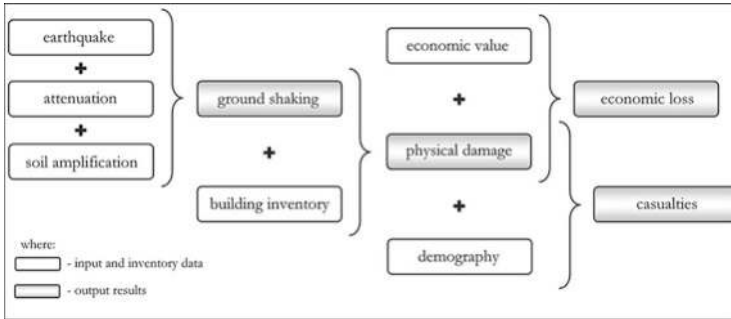 earthquake
+
attenuation
+
soil amplification
ground shaking
+
building inventory
economic value
+
physical damage
+
demography
economic loss
casualties
where:
- input and inventory data
- output results